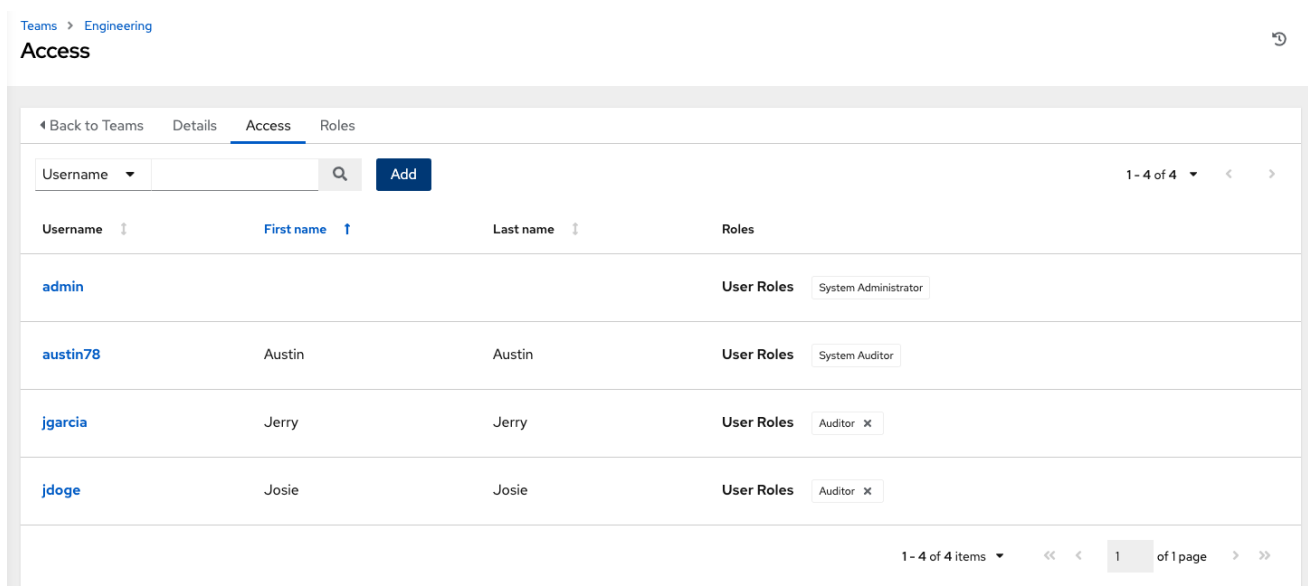 Teams > Engineering
Access
Back to Teams Details Access Roles
Username Add 1 - 4 of 4
Username First name Last name Roles
admin User Roles System Administrator
austin78 Austin Austin User Roles System Auditor
jgarcia Jerry Jerry User Roles Auditor
jdoge Josie Josie User Roles Auditor
1 - 4 of 4 items 1 of 1 page